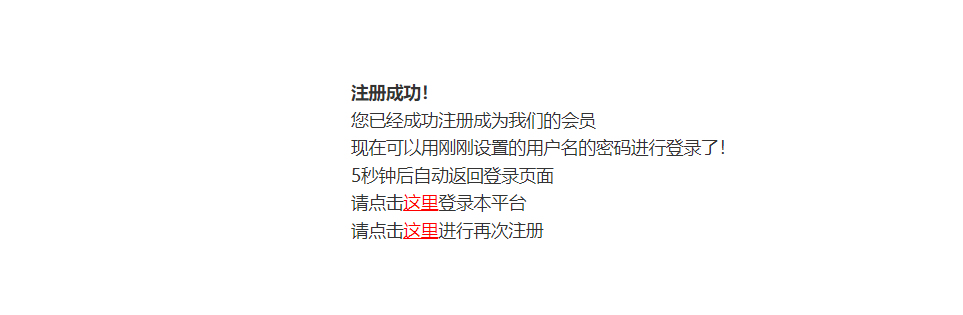 注册成功！
您已经成功注册成为我们的会员
现在可以用刚刚设置的用户名的密码进行登录了！
5秒钟后自动返回登录页面
请点击这里登录本平台
请点击这里进行再次注册